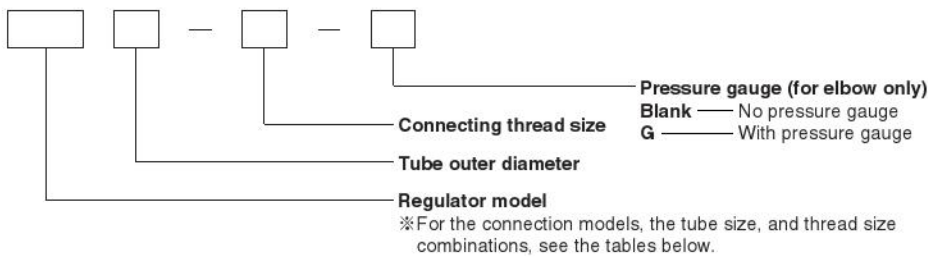 Pressure gauge (for elbow only)
Blank — No pressure gauge
G — With pressure gauge
Connecting thread size
Tube outer diameter
Regulator model
※For the connection models, the tube size, and thread size
combinations, see the tables below.